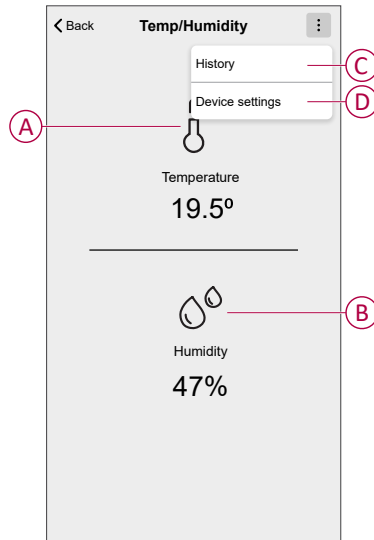 Back
Temp/Humidity
History
C
Device settings
D
A
Temperature
19.5º
B
Humidity
47%